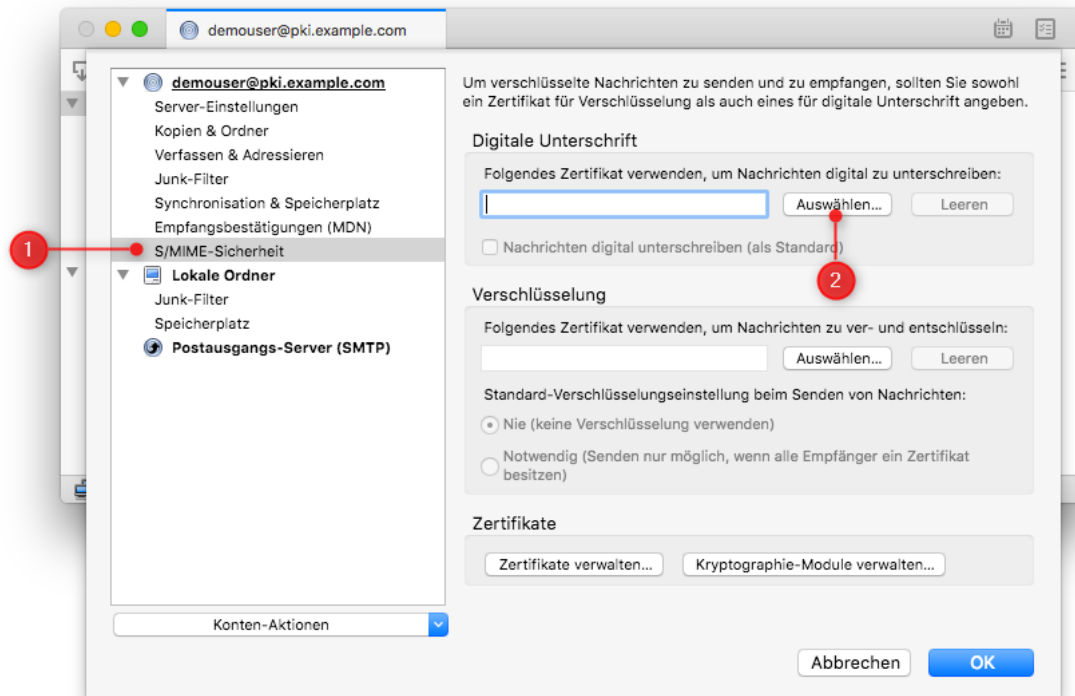 demouser@pki.example.com
demouser@pki.example.com
Server-Einstellungen
Kopien & Ordner
Verfassen & Adressieren
Junk-Filter
Synchronisation & Speicherplatz
Empfangsbestätigungen (MDN)
1
S/MIME-Sicherheit
Lokale Ordner
Junk-Filter
Speicherplatz
Postausgangs-Server (SMTP)
Konten-Aktionen
Um verschlüsselte Nachrichten zu senden und zu empfangen, sollten Sie sowohl
ein Zertifikat für Verschlüsselung als auch eines für digitale Unterschrift angeben.
Digitale Unterschrift
Folgendes Zertifikat verwenden, um Nachrichten digital zu unterschreiben:
Auswählen... Leeren
Nachrichten digital unterschreiben (als Standard)
2
Verschlüsselung
Folgendes Zertifikat verwenden, um Nachrichten zu ver- und entschlüsseln:
Auswählen... Leeren
Standard-Verschlüsselungseinstellung beim Senden von Nachrichten:
Nie (keine Verschlüsselung verwenden)
Notwendig (Senden nur möglich, wenn alle Empfänger ein Zertifikat
besitzen)
Zertifikate
Zertifikate verwalten... Kryptographie-Module verwalten...
Abbrechen OK